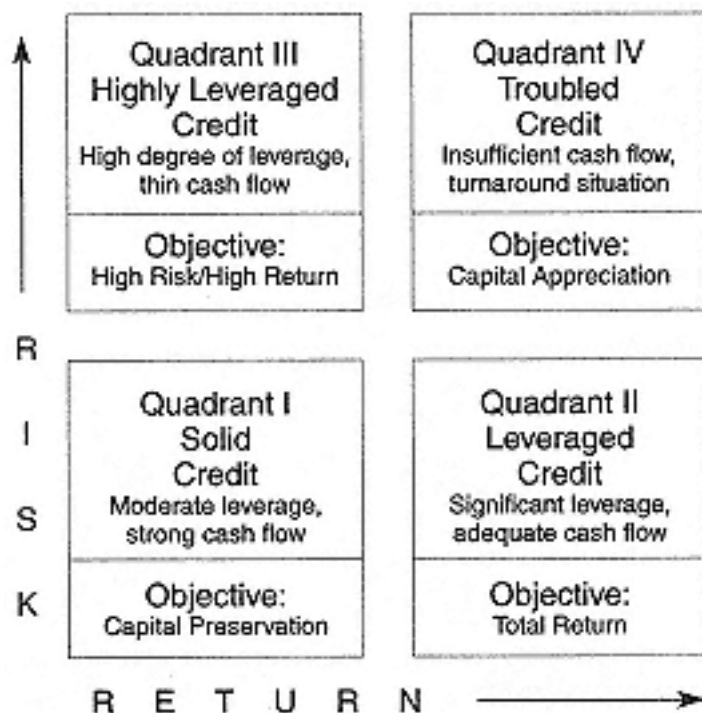 Quadrant III
Highly Leveraged
Credit
High degree of leverage,
thin cash flow
Objective:
High Risk/High Return
Quadrant IV
Troubled
Credit
Insufficient cash flow,
turnaround situation
Objective:
Capital Appreciation
Quadrant I
Solid
Credit
Moderate leverage,
strong cash flow
Objective:
Capital Preservation
Quadrant II
Leveraged
Credit
Significant leverage,
adequate cash flow
Objective:
Total Return
R I S K
R E T U R N